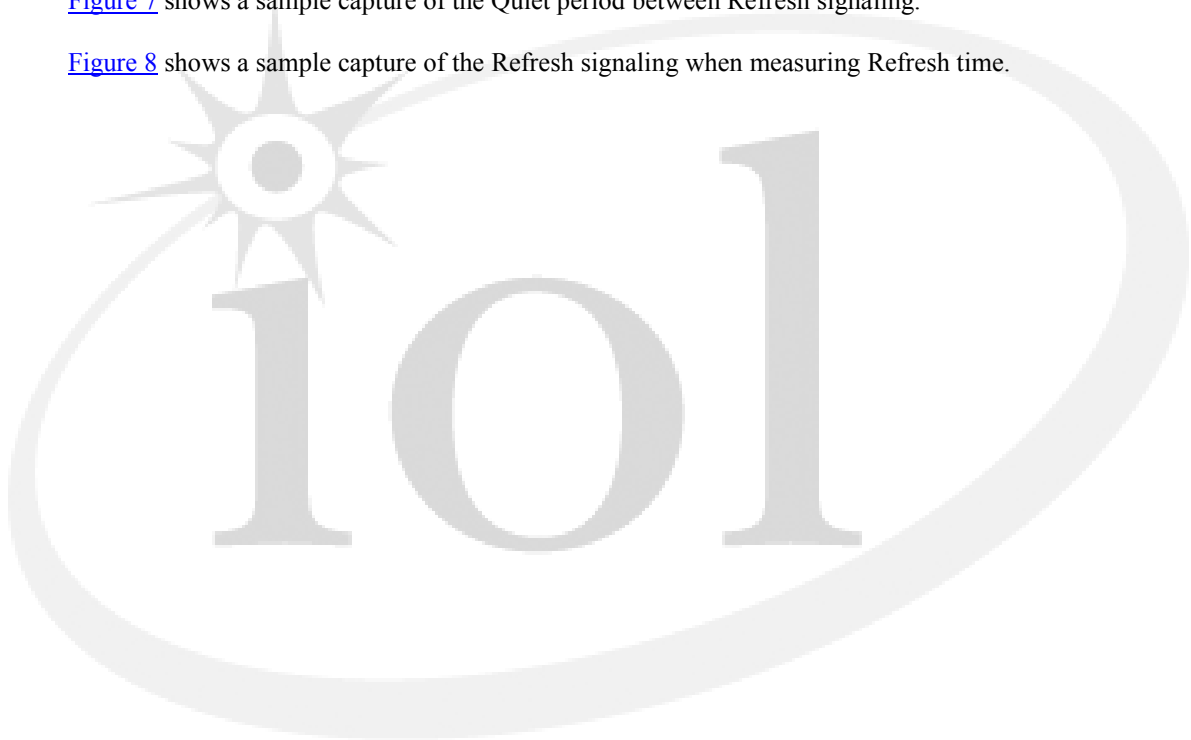 Figure 7 shows a sample capture of the Quiet period between Refresh signaling.
Figure 8 shows a sample capture of the Refresh signaling when measuring Refresh time.
iol